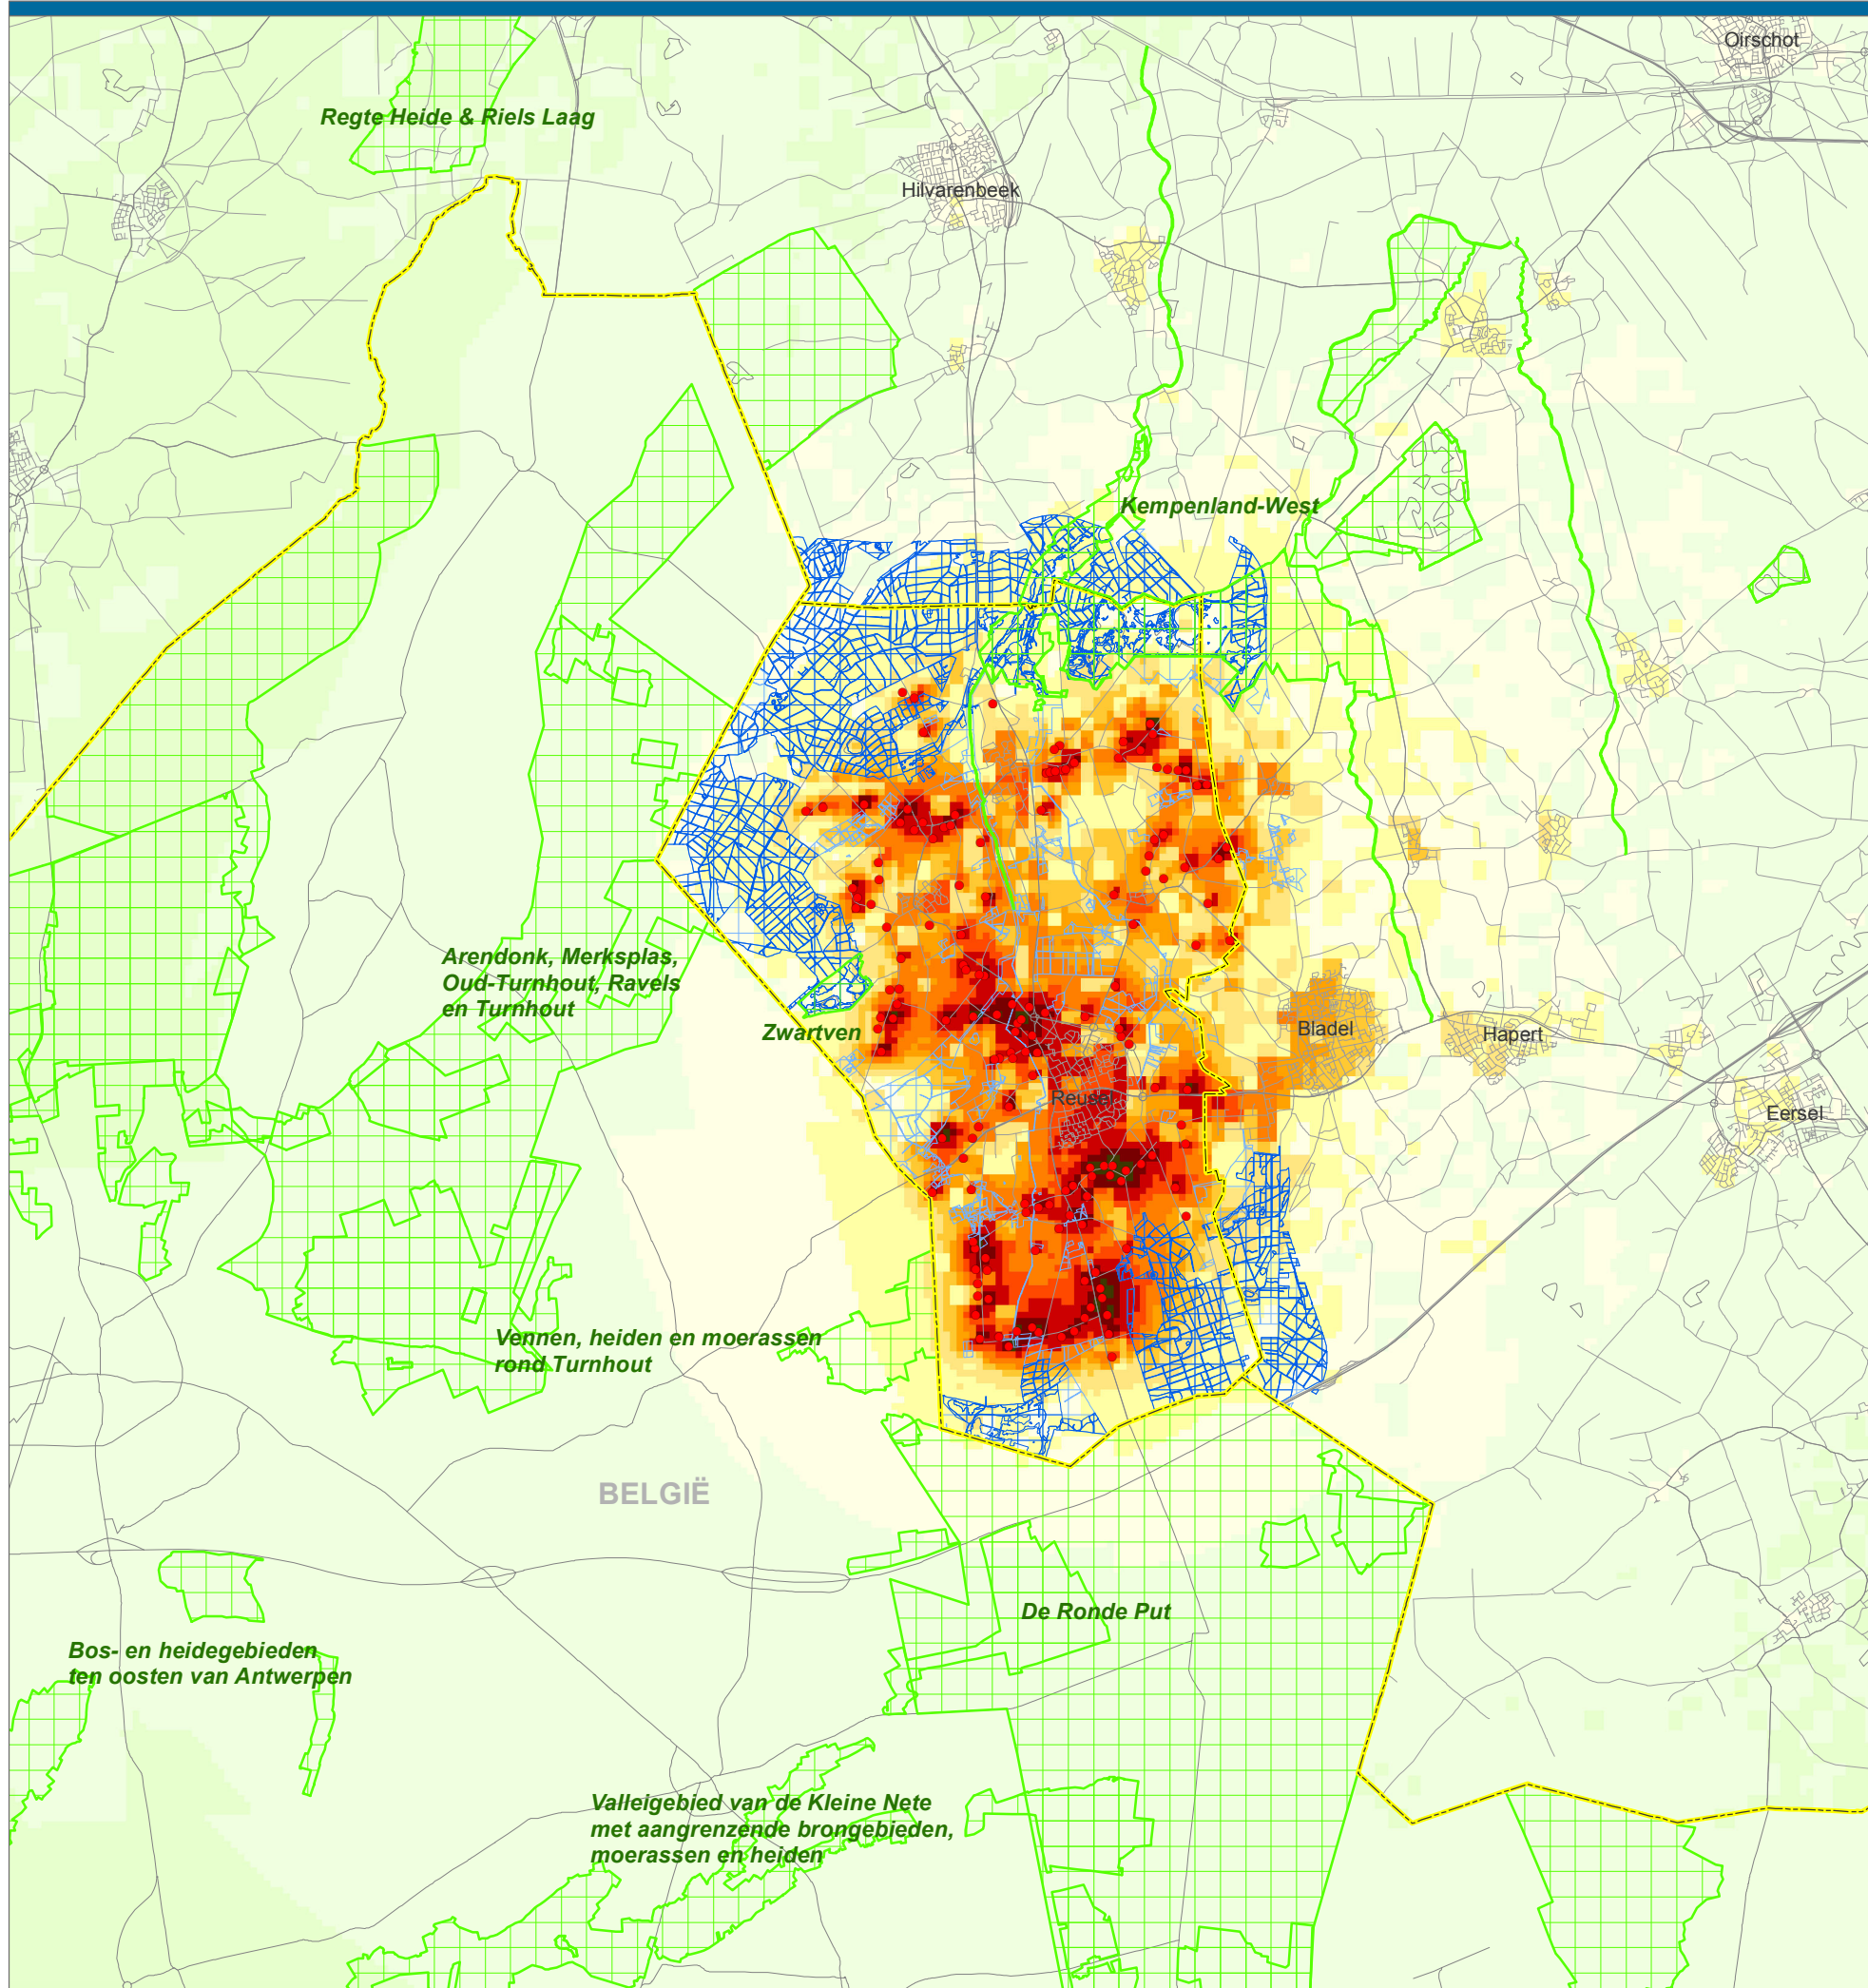 Oirschot
Regte Heide & Riels Laag
Hilvarenbeek
Kempenland-West
Arendonk, Merksplas,
Oud-Turnhout, Ravels
en Turnhout
Zwartven
Bladel
Hapert
Reusel
Eersel
Vennen, heiden en moerassen
rond Turnhout
BELGIË
De Ronde Put
Bos- en heidegebieden
ten oosten van Antwerpen
Valleigebied van de Kleine Nete
met aangrenzende brongebieden,
moerassen en heiden